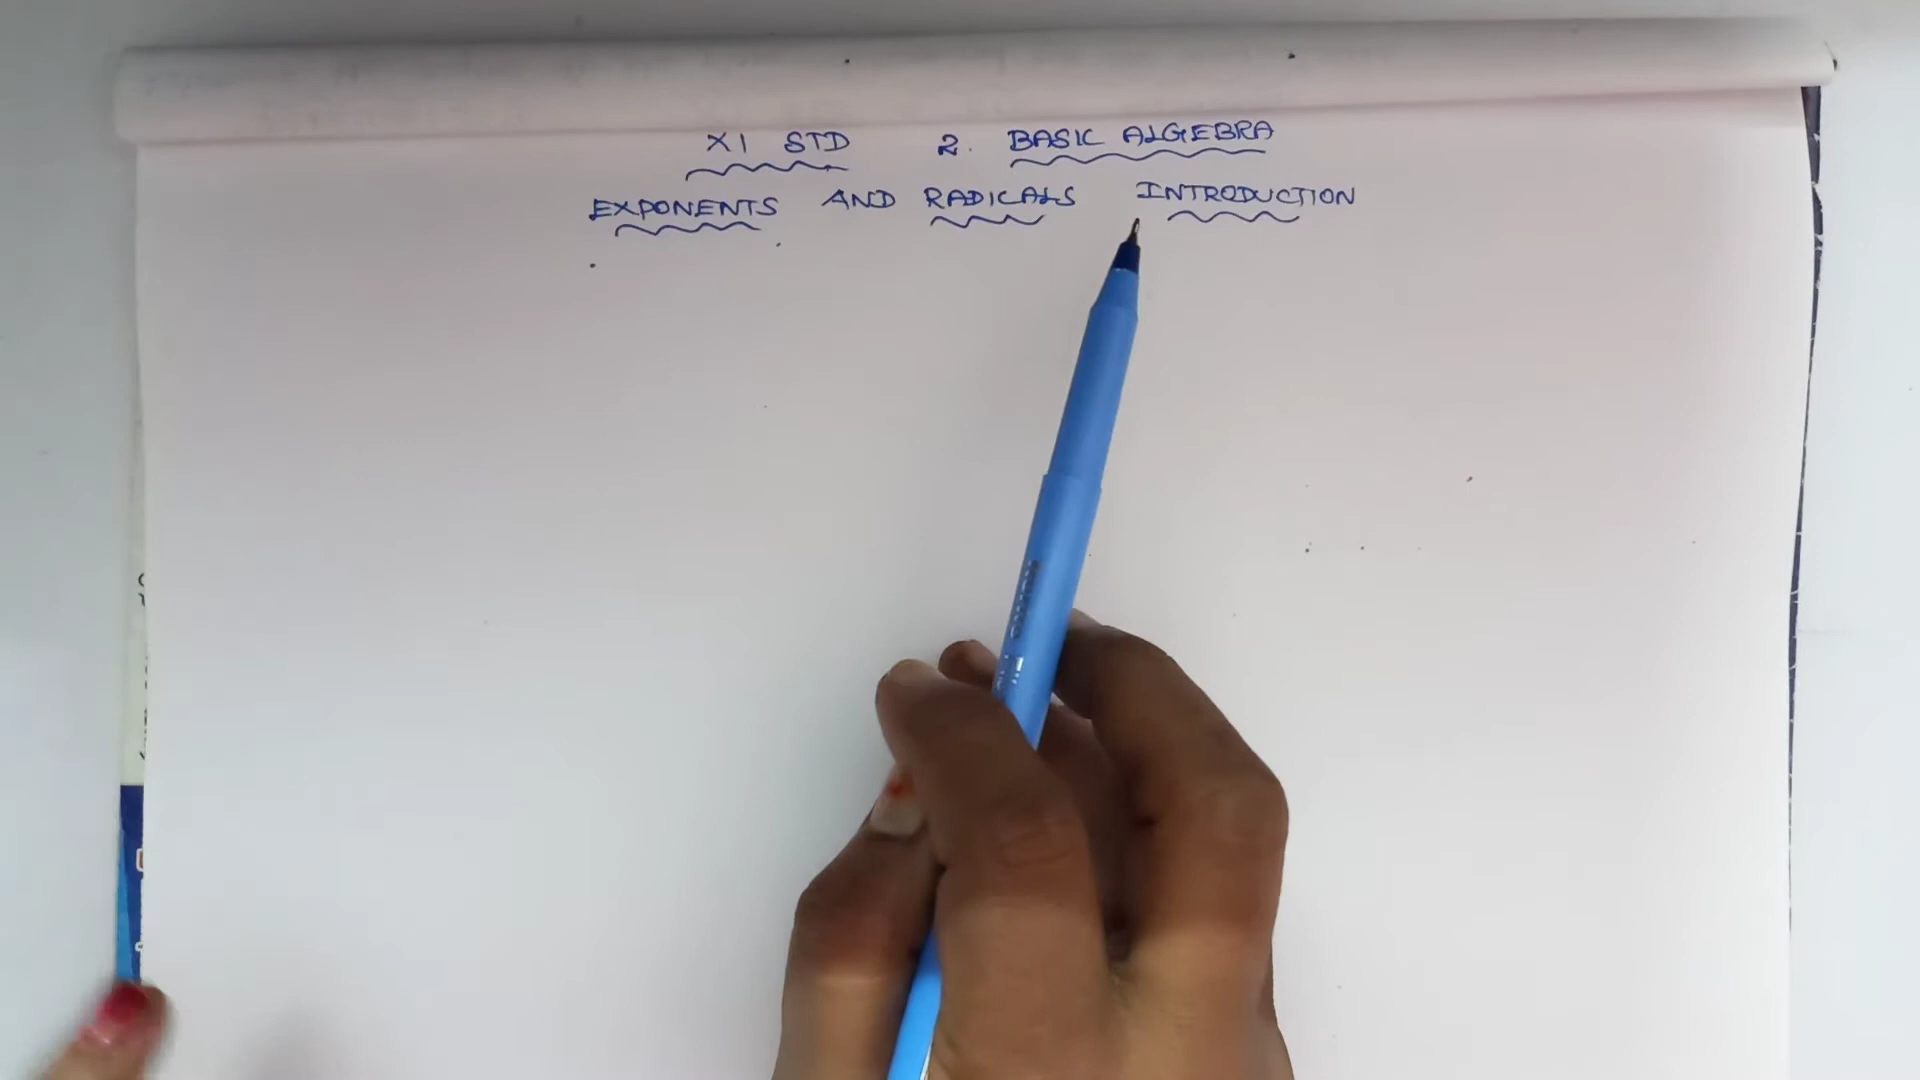 XI STD 2. BASIC ALGEBRA
EXPONENTS AND RADICALS INTRODUCTION